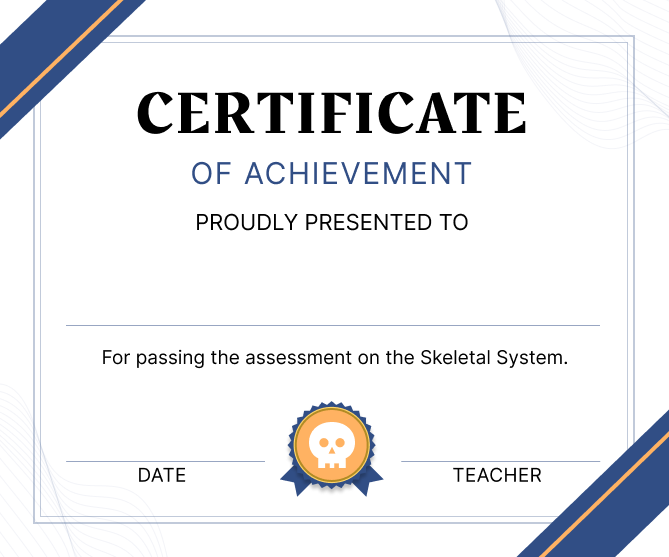 CERTIFICATE
OF ACHIEVEMENT
PROUDLY PRESENTED TO
For passing the assessment on the Skeletal System.
DATE
TEACHER